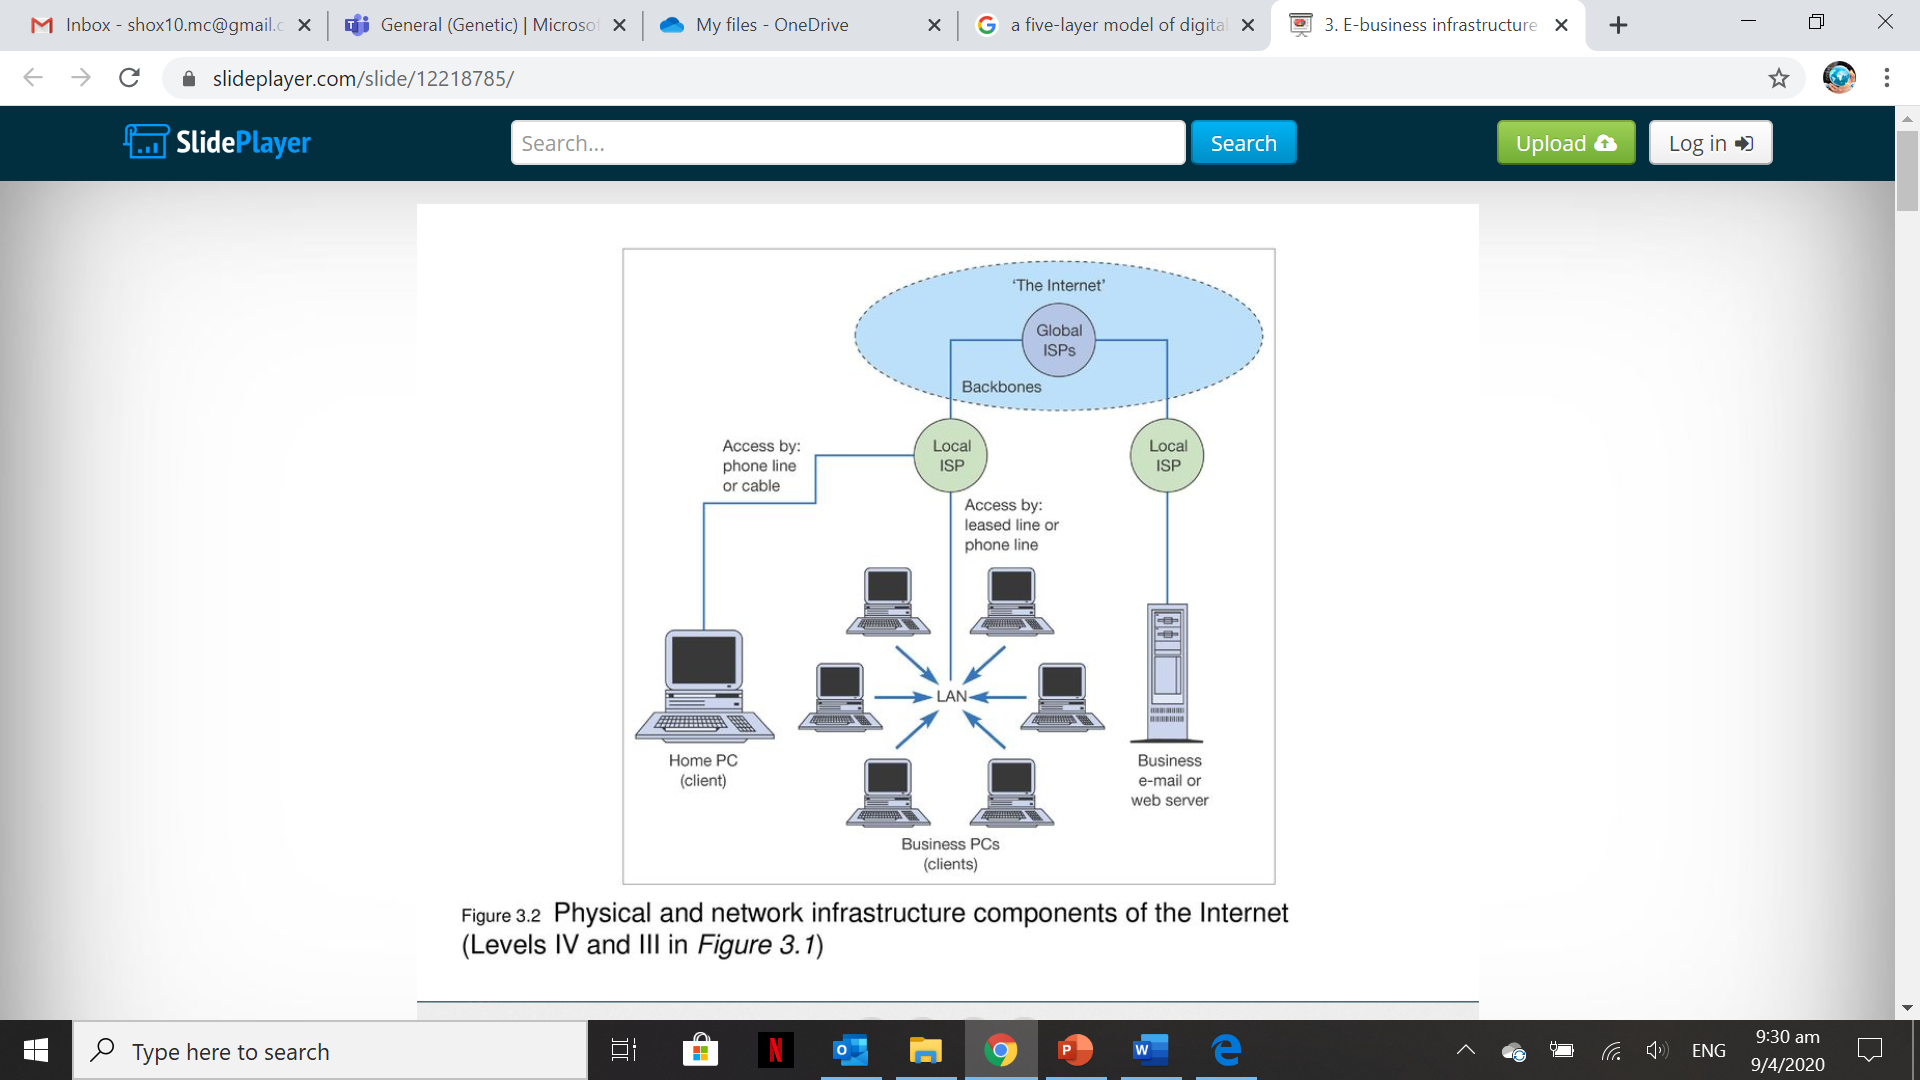 Inbox - shox10.mc@gmail.c
General (Genetic) | Microsof
My files - OneDrive
a five-layer model of digital
3. E-business infrastructure
slideplayer.com/slide/12218785/
SlidePlayer
Search...
Search
Upload
Log in
'The Internet'
Global
ISPs
Backbones
Local
ISP
Local
ISP
Access by:
phone line
or cable
Access by:
leased line or
phone line
LAN
Home PC
(client)
Business
e-mail or
web server
Business PCs
(clients)
Figure 3.2 Physical and network infrastructure components of the Internet
(Levels IV and III in Figure 3.1)
Type here to search
ENG
9:30 am
9/4/2020